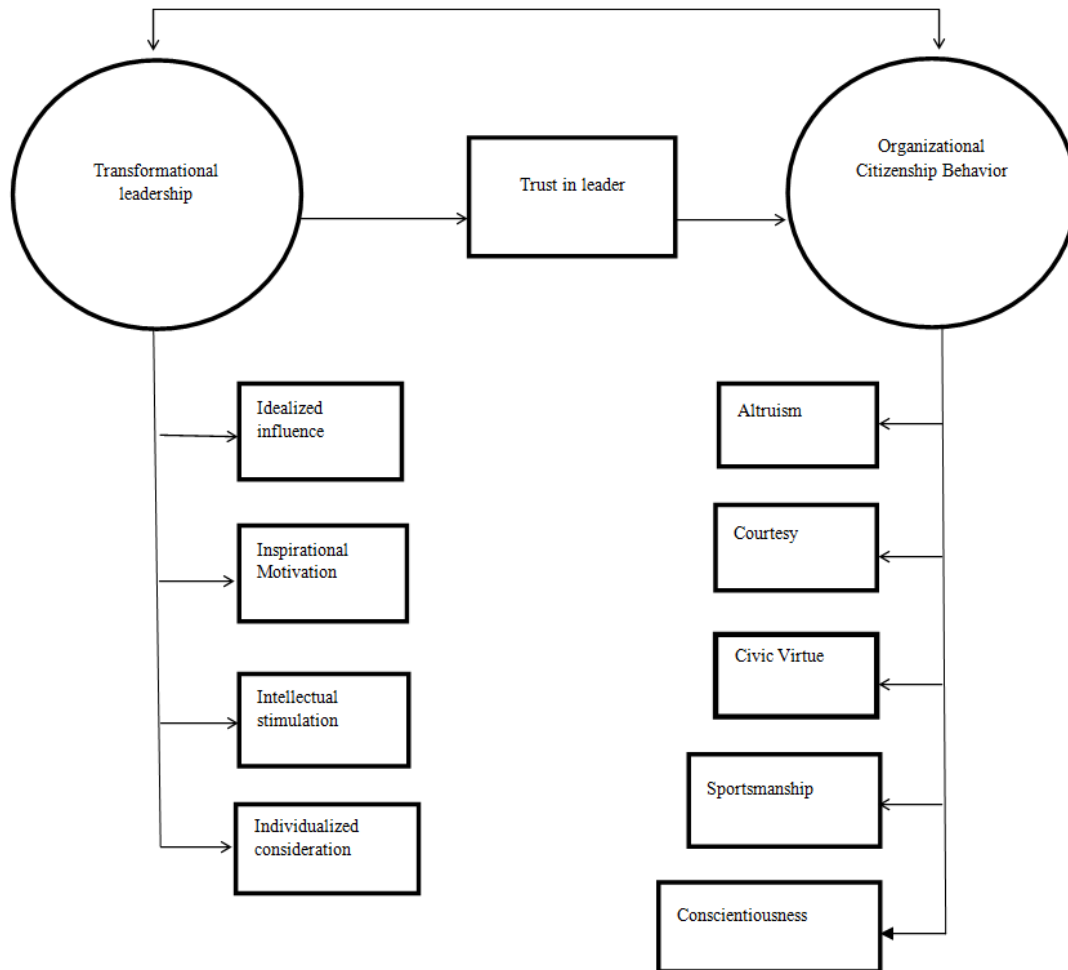 Transformational
leadership
Trust in leader
Organizational
Citizenship Behavior
Idealized
influence
Inspirational
Motivation
Intellectual
stimulation
Individualized
consideration
Altruism
Courtesy
Civic Virtue
Sportsmanship
Conscientiousness